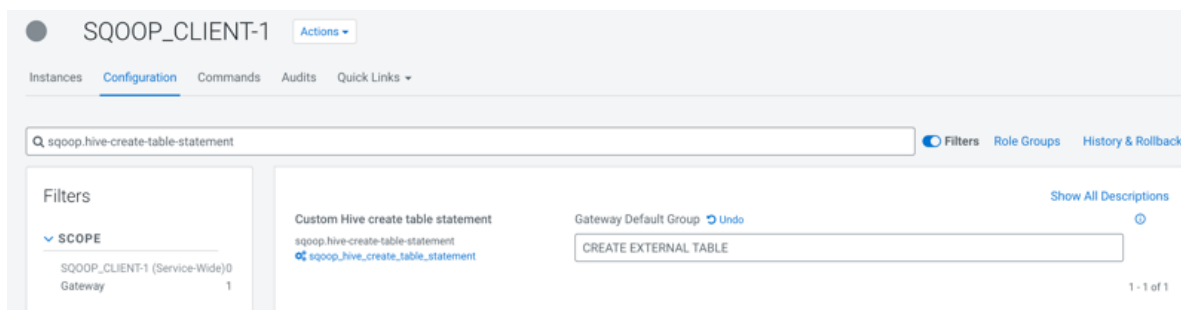 SQOOP_CLIENT-1 Actions
Instances Configuration Commands Audits Quick Links
sqoop.hive-create-table-statement Filters Role Groups History & Rollback
Filters
Show All Descriptions
Custom Hive create table statement Gateway Default Group Undo
SCOPE
sqoop.hive-create-table-statement
CREATE EXTERNAL TABLE
sqoop_hive_create_table_statement
SQOOP_CLIENT-1 (Service-Wide) 0
Gateway 1
1 - 1 of 1